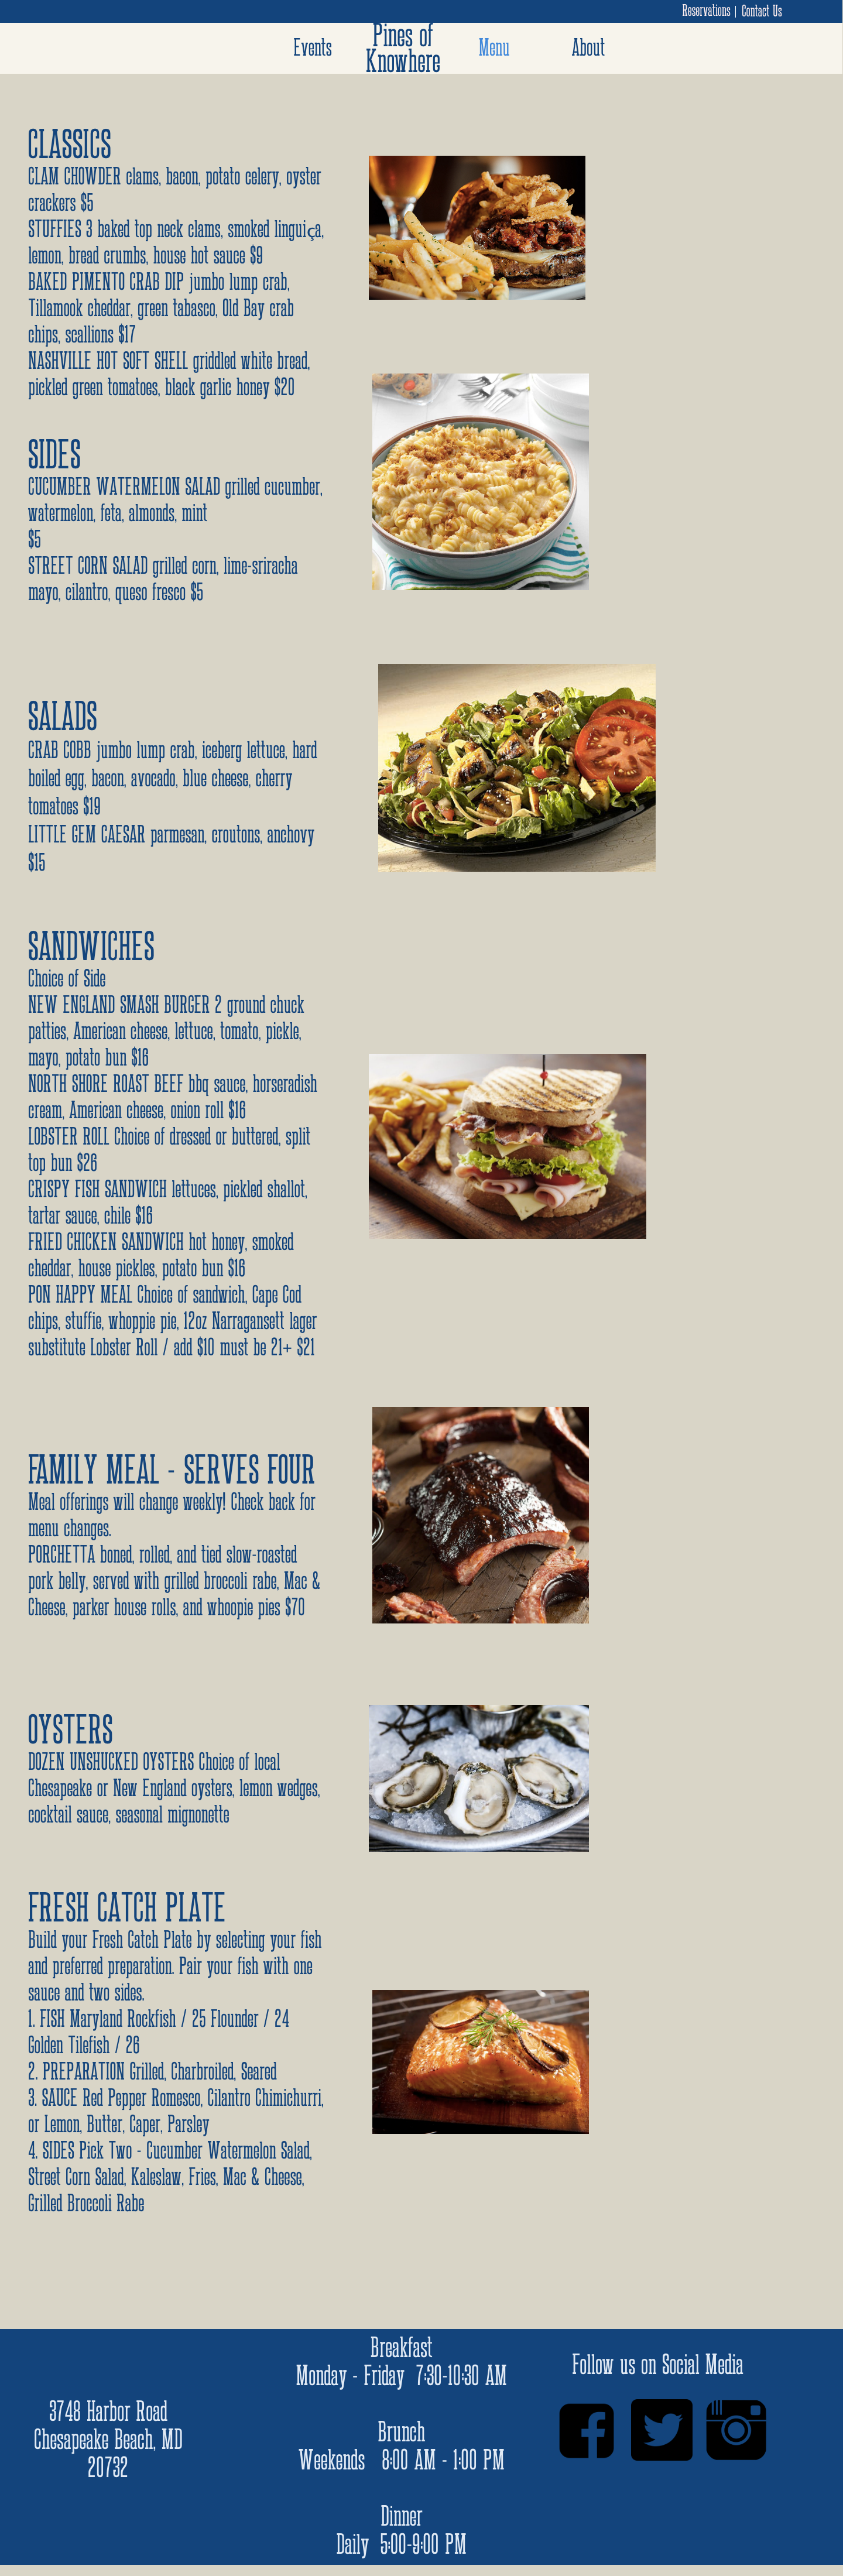 Reservations | Contact Us
Events
Pines of
Knowhere
Menu
About
CLASSICS
CLAM CHOWDER clams, bacon, potato celery, oyster
crackers $5
STUFFIES 3 baked top neck clams, smoked linguiça,
lemon, bread crumbs, house hot sauce $9
BAKED PIMENTO CRAB DIP jumbo lump crab,
Tillamook cheddar, green tabasco, Old Bay crab
chips, scallions $17
NASHVILLE HOT SOFT SHELL griddled white bread,
pickled green tomatoes, black garlic honey $20
SIDES
CUCUMBER WATERMELON SALAD grilled cucumber,
watermelon, feta, almonds, mint
$5
STREET CORN SALAD grilled corn, lime-sriracha
mayo, cilantro, queso fresco $5
SALADS
CRAB COBB jumbo lump crab, iceberg lettuce, hard
boiled egg, bacon, avocado, blue cheese, cherry
tomatoes $19
LITTLE GEM CAESAR parmesan, croutons, anchovy
$15
SANDWICHES
Choice of Side
NEW ENGLAND SMASH BURGER 2 ground chuck
patties, American cheese, lettuce, tomato, pickle,
mayo, potato bun $16
NORTH SHORE ROAST BEEF bbq sauce, horseradish
cream, American cheese, onion roll $16
LOBSTER ROLL Choice of dressed or buttered, split
top bun $26
CRISPY FISH SANDWICH lettuces, pickled shallot,
tartar sauce, chile $16
FRIED CHICKEN SANDWICH hot honey, smoked
cheddar, house pickles, potato bun $16
PON HAPPY MEAL Choice of sandwich, Cape Cod
chips, stuffie, whoppie pie, 12oz Narragansett lager
substitute Lobster Roll / add $10 must be 21+ $21
FAMILY MEAL - SERVES FOUR
Meal offerings will change weekly! Check back for
menu changes.
PORCHETTA boned, rolled, and tied slow-roasted
pork belly, served with grilled broccoli rabe, Mac &
Cheese, parker house rolls, and whoopie pies $70
OYSTERS
DOZEN UNSHUCKED OYSTERS Choice of local
Chesapeake or New England oysters, lemon wedges,
cocktail sauce, seasonal mignonette
FRESH CATCH PLATE
Build your Fresh Catch Plate by selecting your fish
and preferred preparation. Pair your fish with one
sauce and two sides.
1. FISH Maryland Rockfish / 25 Flounder / 24
Golden Tilefish / 26
2. PREPARATION Grilled, Charbroiled, Seared
3. SAUCE Red Pepper Romesco, Cilantro Chimichurri,
or Lemon, Butter, Caper, Parsley
4. SIDES Pick Two - Cucumber Watermelon Salad,
Street Corn Salad, Kaleslaw, Fries, Mac & Cheese,
Grilled Broccoli Rabe
3748 Harbor Road
Chesapeake Beach, MD
20732
Breakfast
Monday - Friday 7:30-10:30 AM
Brunch
Weekends 8:00 AM - 1:00 PM
Dinner
Daily 5:00-9:00 PM
Follow us on Social Media